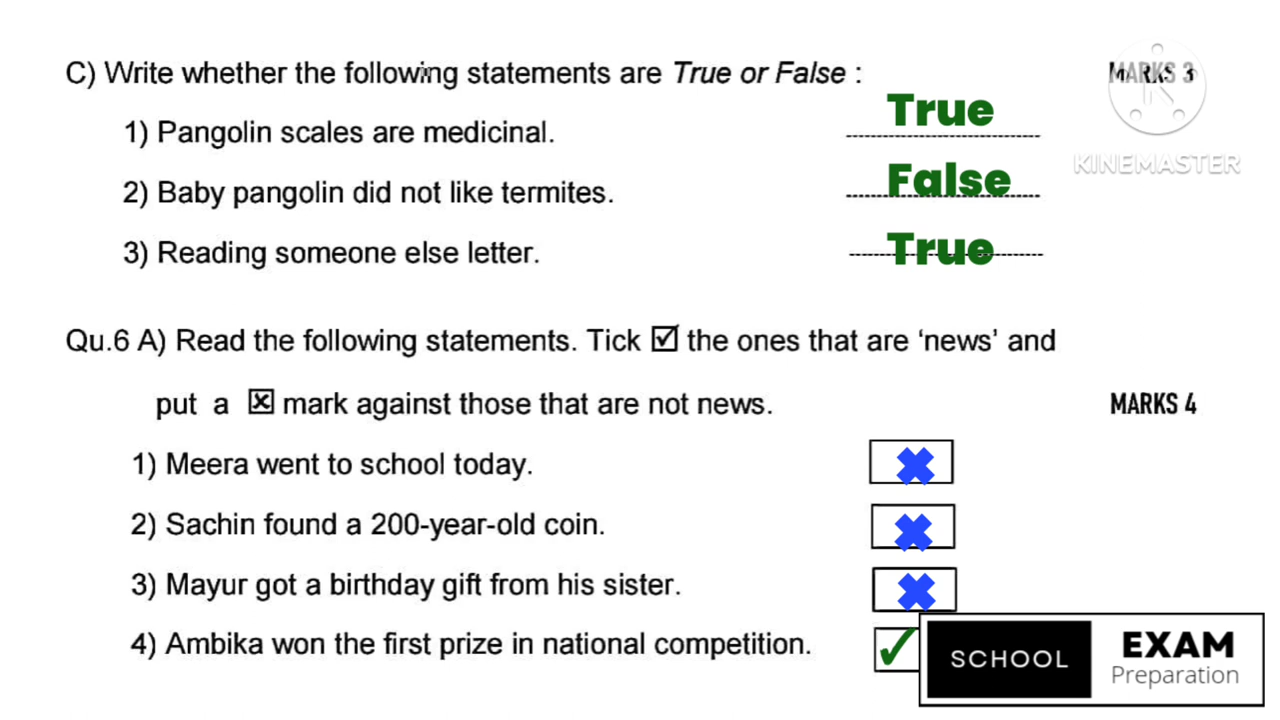 C) Write whether the following statements are True or False : MARKS 3
1) Pangolin scales are medicinal. True
KINEMASTER
2) Baby pangolin did not like termites. False
3) Reading someone else letter. True
Qu.6 A) Read the following statements. Tick ☑ the ones that are ‘news’ and
put a ☒ mark against those that are not news. MARKS 4
1) Meera went to school today. ✖
2) Sachin found a 200-year-old coin. ✖
3) Mayur got a birthday gift from his sister. ✖
4) Ambika won the first prize in national competition. ✓
SCHOOL EXAM
Preparation